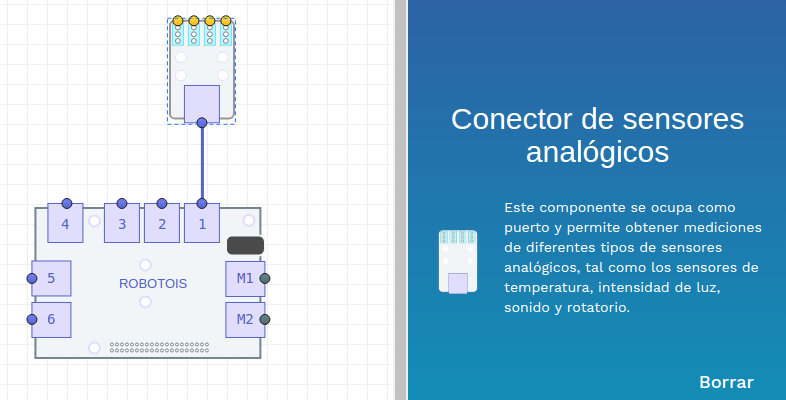 4
3
2
1
5
ROBOTOIS
M1
6
M2
Conector de sensores
analógicos
Este componente se ocupa como
puerto y permite obtener mediciones
de diferentes tipos de sensores
analógicos, tal como los sensores de
temperatura, intensidad de luz,
sonido y rotatorio.
Borrar